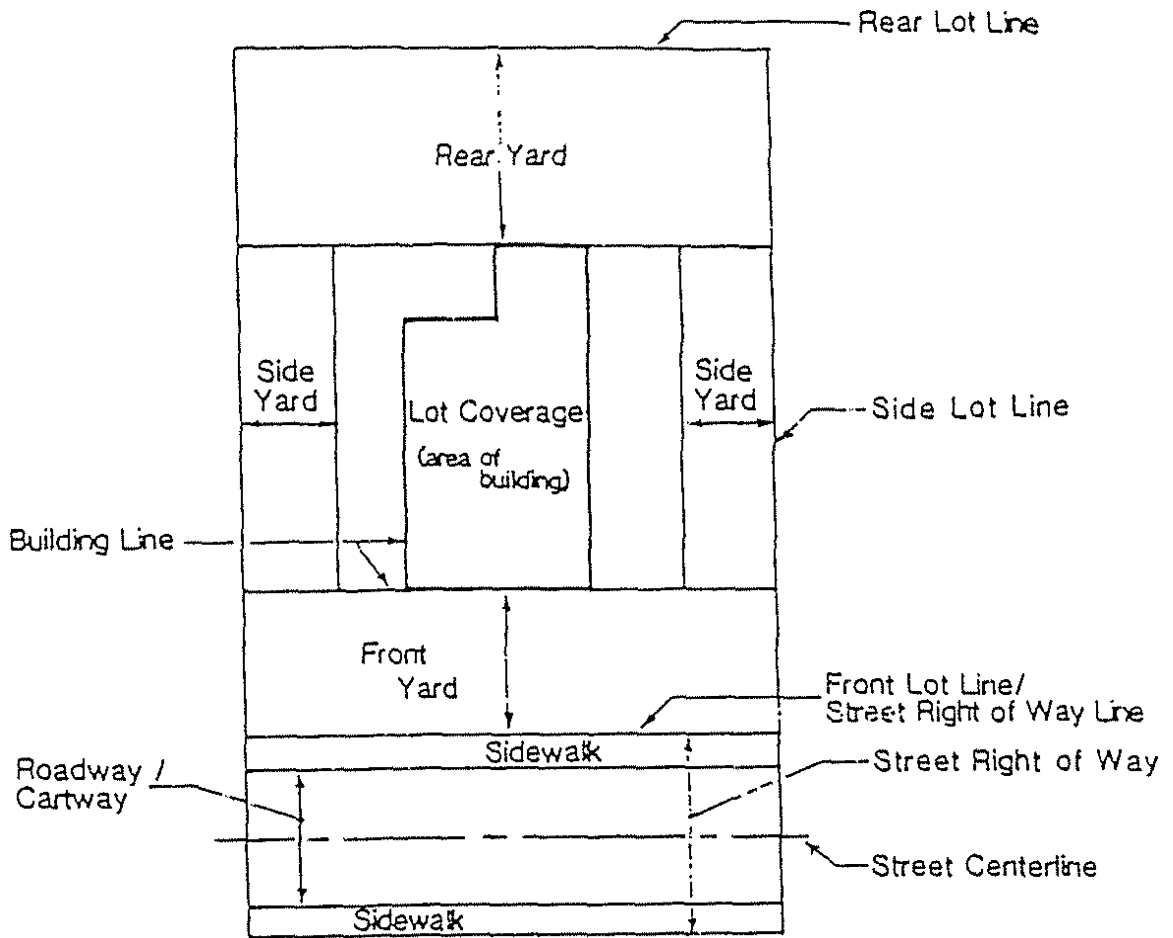 Rear Lot Line
Rear Yard
Side
Yard
Side
Yard
Lot Coverage
(area of
building)
Side Lot Line
Building Line
Front
Yard
Front Lot Line/
Street Right of Way Line
Sidewalk
Roadway /
Cartway
Street Right of Way
Street Centerline
Sidewalk